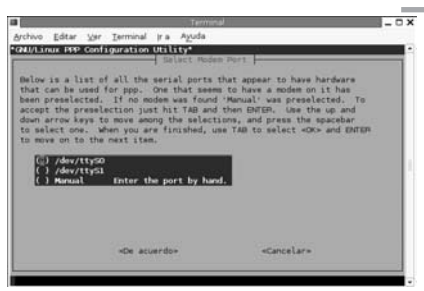 Terminal
Archivo Editar Ver Terminal Ir a Ayuda
*GNU/Linux PPP Configuration Utility*
Select Modem Port
Below is a list of all the serial ports that appear to have hardware
that can be used for ppp. One that seems to have a modem on it has
been preselected. If no modem was found 'Manual' was preselected. To
accept the preselection just hit TAB and then ENTER. Use the up and
down arrow keys to move among the selections, and press the spacebar
to select one. When you are finished, use TAB to select <OK> and ENTER
to move on to the next item.
( ) /dev/ttyS0
( ) /dev/ttyS1
( ) Manual Enter the port by hand.
<De acuerdo> <Cancelar>